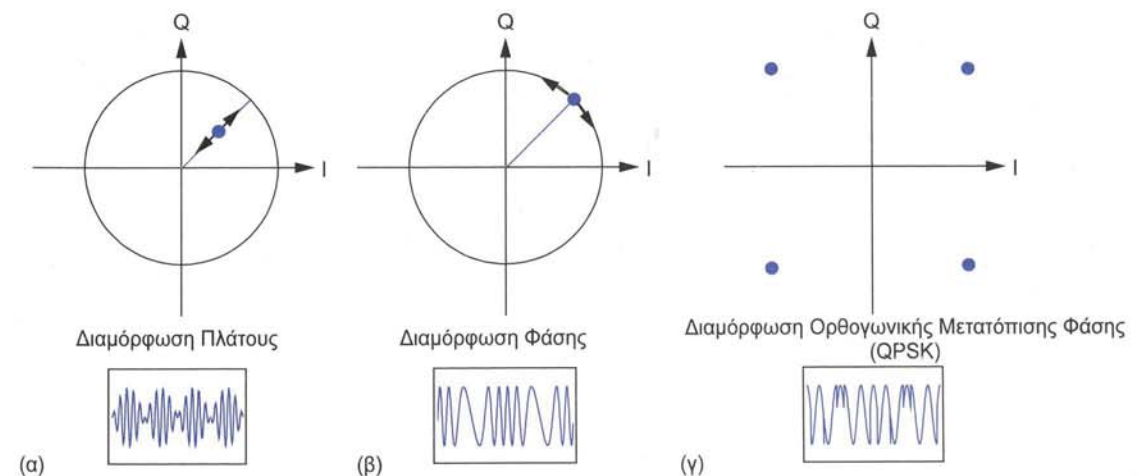 Q
I
Διαμόρφωση Πλάτους
(α)
Q
I
Διαμόρφωση Φάσης
(β)
Q
I
Διαμόρφωση Ορθογωνικής Μετατόπισης Φάσης
(QPSK)
(γ)